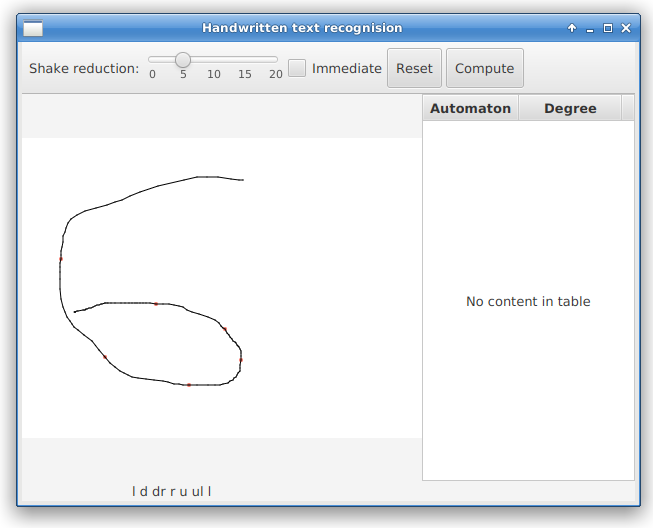 Handwritten text recognision
Shake reduction: 0 5 10 15 20 Immediate Reset Compute
Automaton Degree
No content in table
l d dr r u ul l